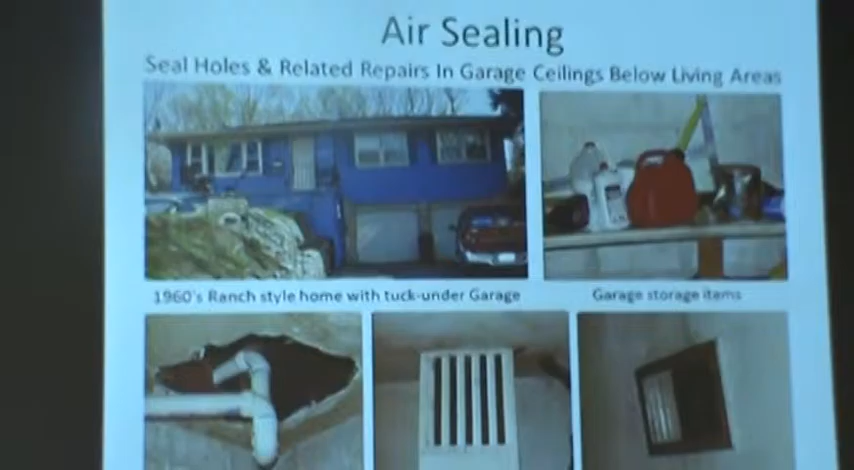 Air Sealing
Seal Holes & Related Repairs In Garage Ceilings Below Living Areas
1960's Ranch style home with tuck-under Garage
Garage storage items